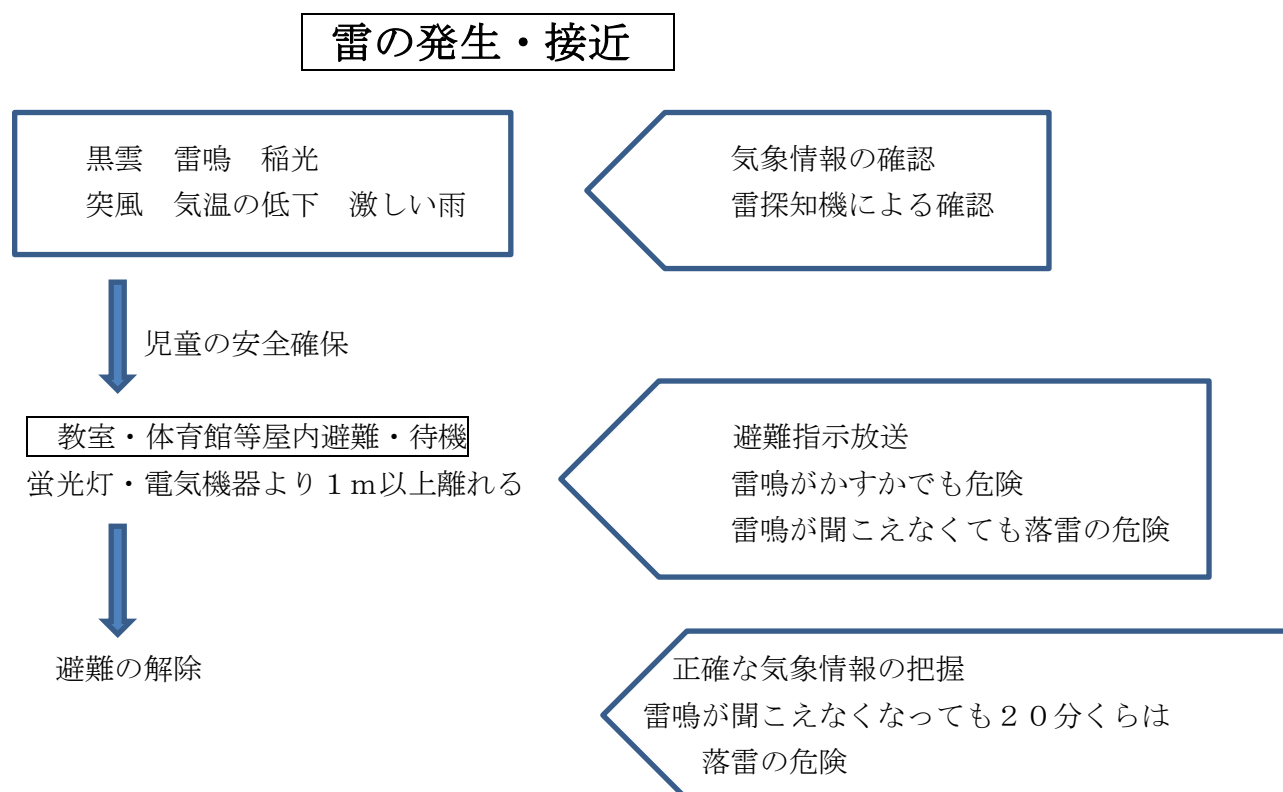 雷の発生・接近
黒雲　雷鳴　稲光
突風　気温の低下　激しい雨
気象情報の確認
雷探知機による確認
児童の安全確保
教室・体育館等屋内避難・待機
蛍光灯・電気機器より１ｍ以上離れる
避難指示放送
雷鳴がかすかでも危険
雷鳴が聞こえなくても落雷の危険
避難の解除
正確な気象情報の把握
雷鳴が聞こえなくなっても２０分くらは
落雷の危険